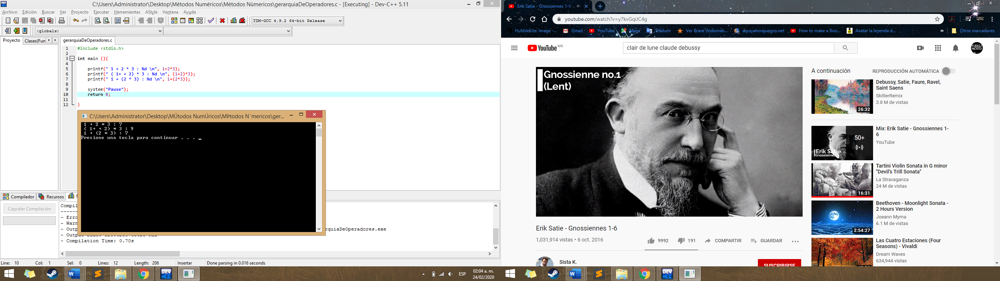 C:\Users\Administrator\Desktop\Métodos Numéricos\Mètodos Nùmericos\gerarquiaDeOperadores.c - [Executing] - Dev-C++ 5.11
Archivo Edición Buscar Ver Proyecto Ejecutar Herramientas AStyle Ventana Ayuda
TDM-GCC 4.9.2 64-bit Release
(globals)
Proyecto Clases(Fun
gerarquiaDeOperadores.c
1 #include <stdio.h>
2
3 int main (){
4
5 printf(" 1 + 2 * 3 : %d \n", 1+2*3);
6 printf(" ( 1+ + 2) * 3 : %d \n", (1+2)*3);
7 printf(" 1 + (2 * 3) : %d \n", 1+(2*3));
8
9 system("Pause");
10 return 0;
11
12 }
C:\Users\Administrator\Desktop\MÚtodos NumÚricos\MÞtodos N¨mericos\ger...
1 + 2 * 3 : 7
( 1+ + 2) * 3 : 9
1 + (2 * 3) : 7
Presione una tecla para continuar . . . _
Compilador Recursos
Cancelar Compilación
Compil
- Erro
- Warn
- Outp rquiaDeOperadores.exe
- Compilation Time: 0.70s
Line: 10 Col: 1 Sel: 0 Lines: 12 Length: 206 Insertar Done parsing in 0.016 seconds
ESP
02:04 a. m.
24/02/2020
Erik Satie - Gnossiennes 1-6
youtube.com/watch?v=y7kvGqiJC4g
HubbleSite: Image -... Gmail YouTube Maps Traducir Ver Brave (Indomab... aquiyahorajuegos.net How to make a Boo... Avatar la leyenda d... » Otros marcadores
YouTube MX
clair de lune claude debussy
FUERZA
MEXICO
Gnossienne no.1
(Lent)
Erik Satie - Gnossiennes 1-6
1,031,914 vistas • 6 oct. 2016
9992 191 COMPARTIR GUARDAR
Sista K.
SUSCRIBIRSE
A continuación
REPRODUCCIÓN AUTOMÁTICA
Debussy, Satie, Faure, Ravel,
Saint Saens
SkitlerRemix
3.8 M de vistas
26:32
Mix: Erik Satie - Gnossiennes 1-
6
YouTube
50+
Erik Satie
Gnossiennes
Tartini Violin Sonata in G minor
"Devil's Trill Sonata"
La Stravaganza
24 M de vistas
16:31
Beethoven - Moonlight Sonata -
2 Hours Version
Joeann Myrna
6.1 M de vistas
2:54:27
Las Cuatro Estaciones (Four
Seasons) - Vivaldi
Dream Waves
634,944 vistas